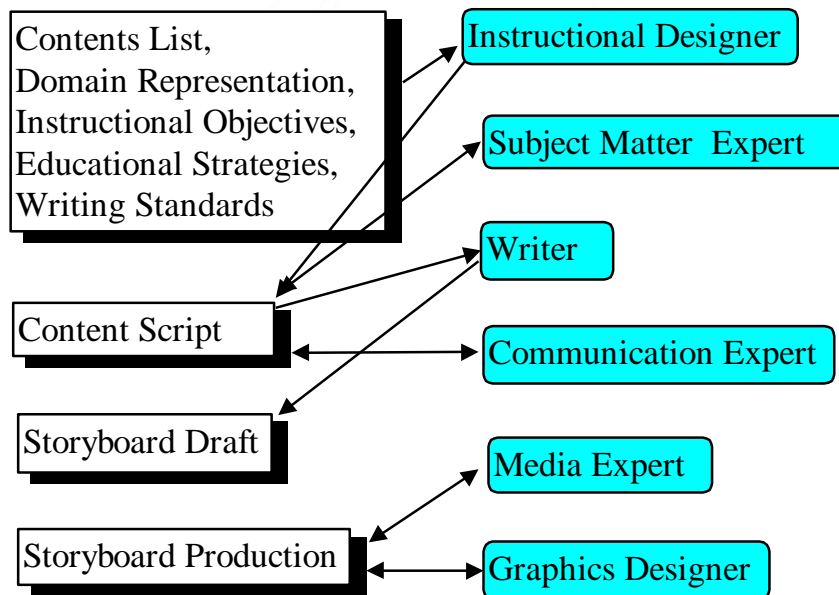 Contents List,
Domain Representation,
Instructional Objectives,
Educational Strategies,
Writing Standards
Instructional Designer
Subject Matter Expert
Writer
Content Script
Communication Expert
Storyboard Draft
Media Expert
Storyboard Production
Graphics Designer